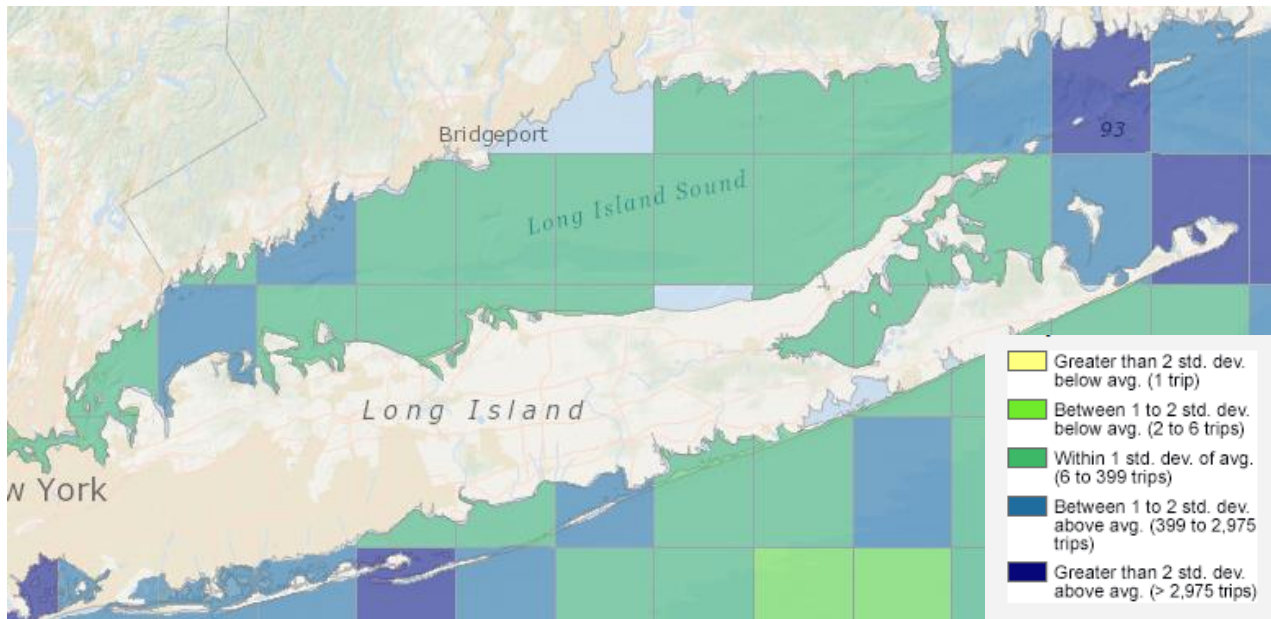 Bridgeport
93
Long Island Sound
Long Island
w York
Greater than 2 std. dev.
below avg. (1 trip)
Between 1 to 2 std. dev.
below avg. (2 to 6 trips)
Within 1 std. dev. of avg.
(6 to 399 trips)
Between 1 to 2 std. dev.
above avg. (399 to 2,975
trips)
Greater than 2 std. dev.
above avg. (> 2,975 trips)